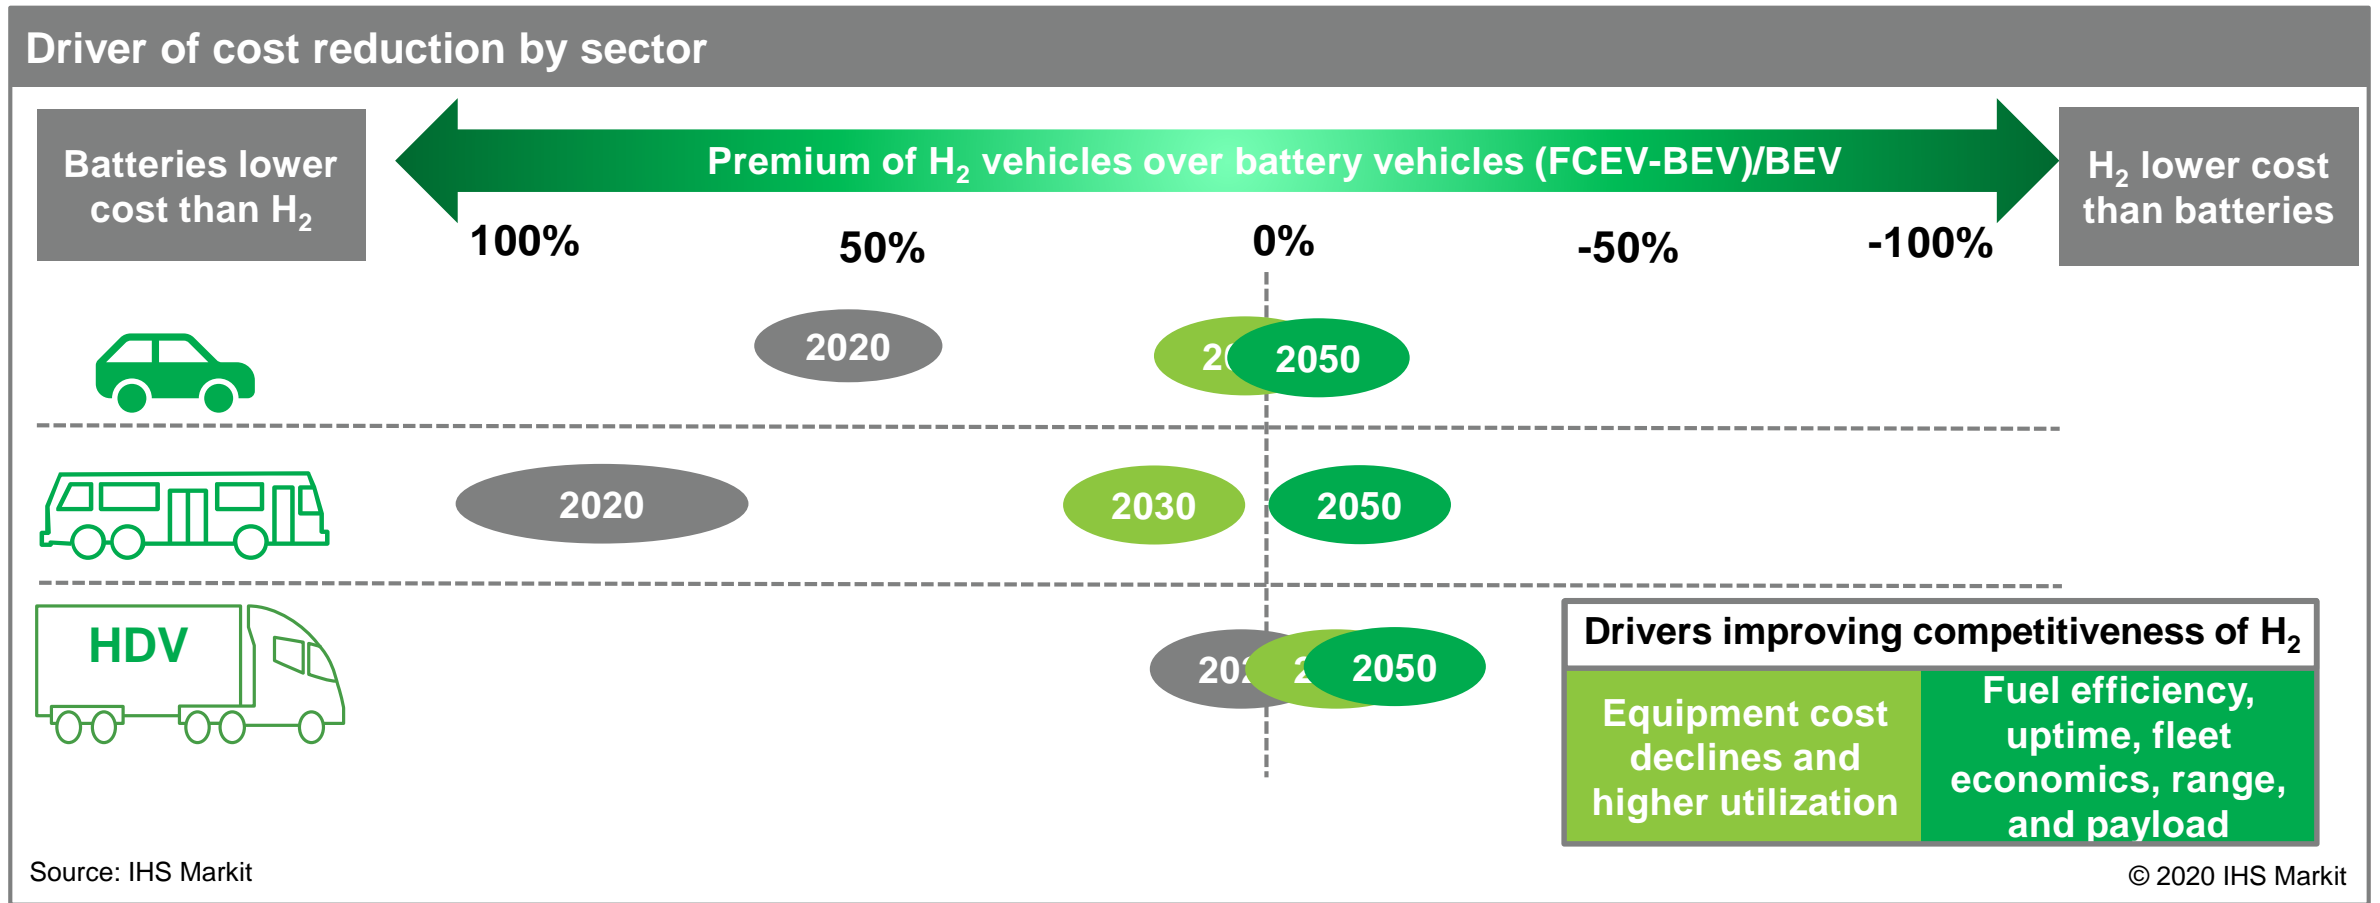 Driver of cost reduction by sector
Batteries lower
cost than H₂
Premium of H₂ vehicles over battery vehicles (FCEV-BEV)/BEV
H₂ lower cost
than batteries
100%
50%
0%
-50%
-100%
2020
2050
2020
2030
2050
HDV
2050
Drivers improving competitiveness of H₂
Equipment cost
declines and
higher utilization
Fuel efficiency,
uptime, fleet
economics, range,
and payload
Source: IHS Markit
© 2020 IHS Markit